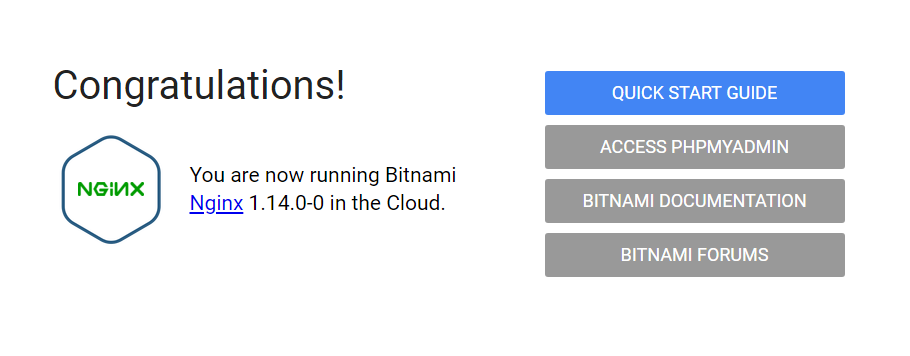 Congratulations!
NGiNX
You are now running Bitnami
Nginx 1.14.0-0 in the Cloud.
QUICK START GUIDE
ACCESS PHPMYADMIN
BITNAMI DOCUMENTATION
BITNAMI FORUMS